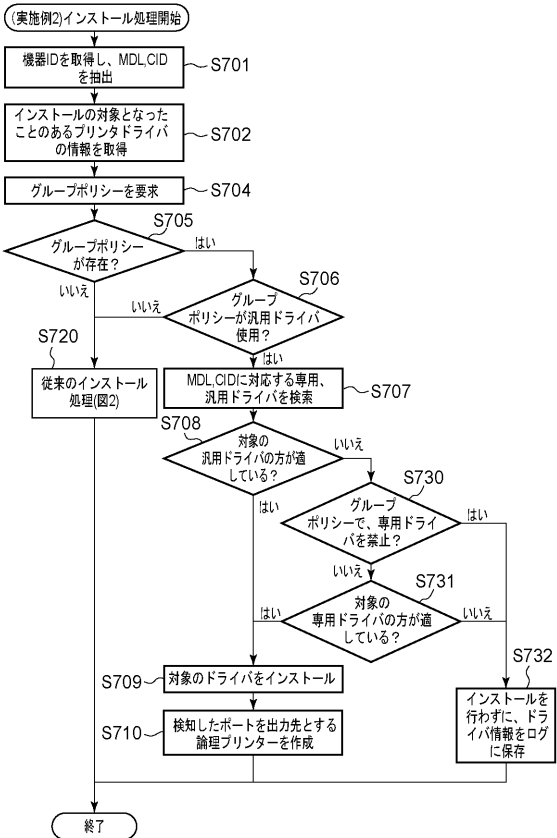 (実施例2)インストール処理開始
機器IDを取得し、MDL,CID
を抽出
S701
インストールの対象となった
ことのあるプリンタドライバ
の情報を取得
S702
グループポリシーを要求
S704
S705
グループポリシー
が存在？
はい
いいえ
S706
グループ
ポリシーが汎用ドライバ
使用？
いいえ
はい
S720
従来のインストール
処理(図2)
MDL,CIDに対応する専用、
汎用ドライバを検索
S707
S708
対象の
汎用ドライバの方が適
している？
いいえ
はい
S730
グループ
ポリシーで、専用ドライ
バを禁止？
はい
いいえ
S731
対象の
専用ドライバの方が適
している？
はい
いいえ
S709
対象のドライバをインストール
S732
インストールを
行わずに、ドラ
イバ情報をログ
に保存
S710
検知したポートを出力先とする
論理プリンターを作成
終了